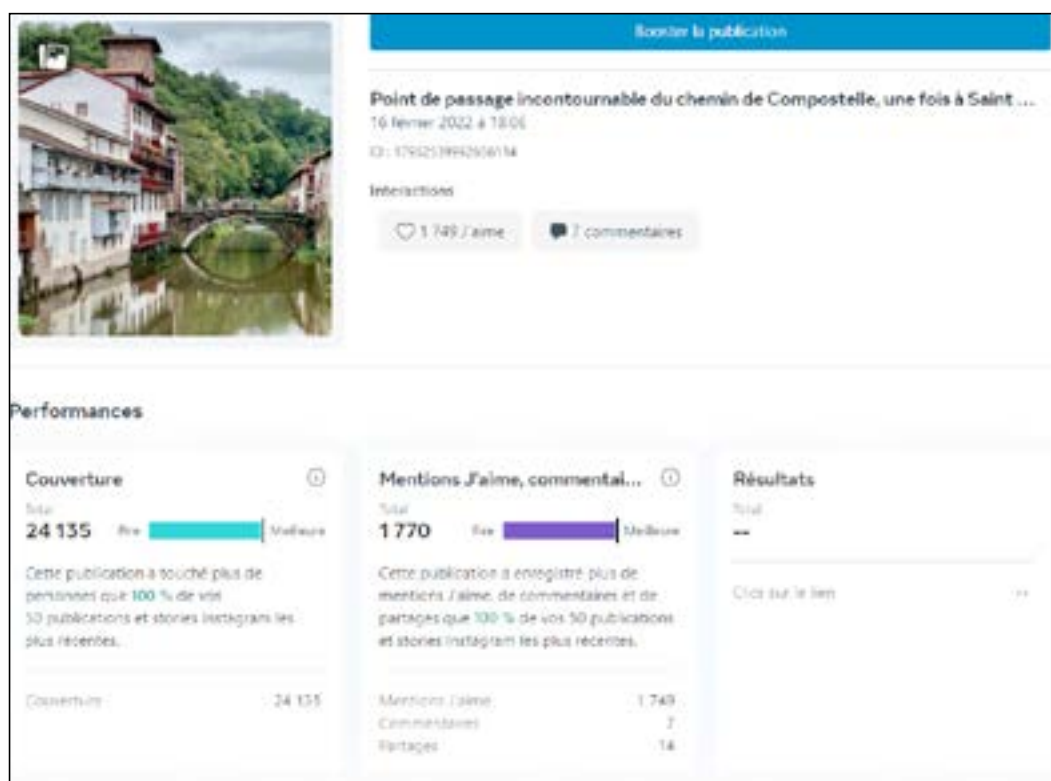 Booster la publication
Point de passage incontournable du chemin de Compostelle, une fois à Saint ...
16 février 2022 à 18:06
ID :
Interactions
1 749 J'aime
7 commentaires
Performances
Couverture
Total
24 135
Pire
Meilleure
Cette publication a touché plus de
personnes que 100 % de vos
50 publications et stories Instagram les
plus récentes.
Couverture 24 135
Mentions J'aime, commentai...
Total
1 770
Pire
Meilleure
Cette publication a enregistré plus de
mentions J'aime, de commentaires et de
partages que 100 % de vos 50 publications
et stories Instagram les plus récentes.
Mentions J'aime 1 749
Commentaires 7
Partages 14
Résultats
Total
--
Clics sur le lien --